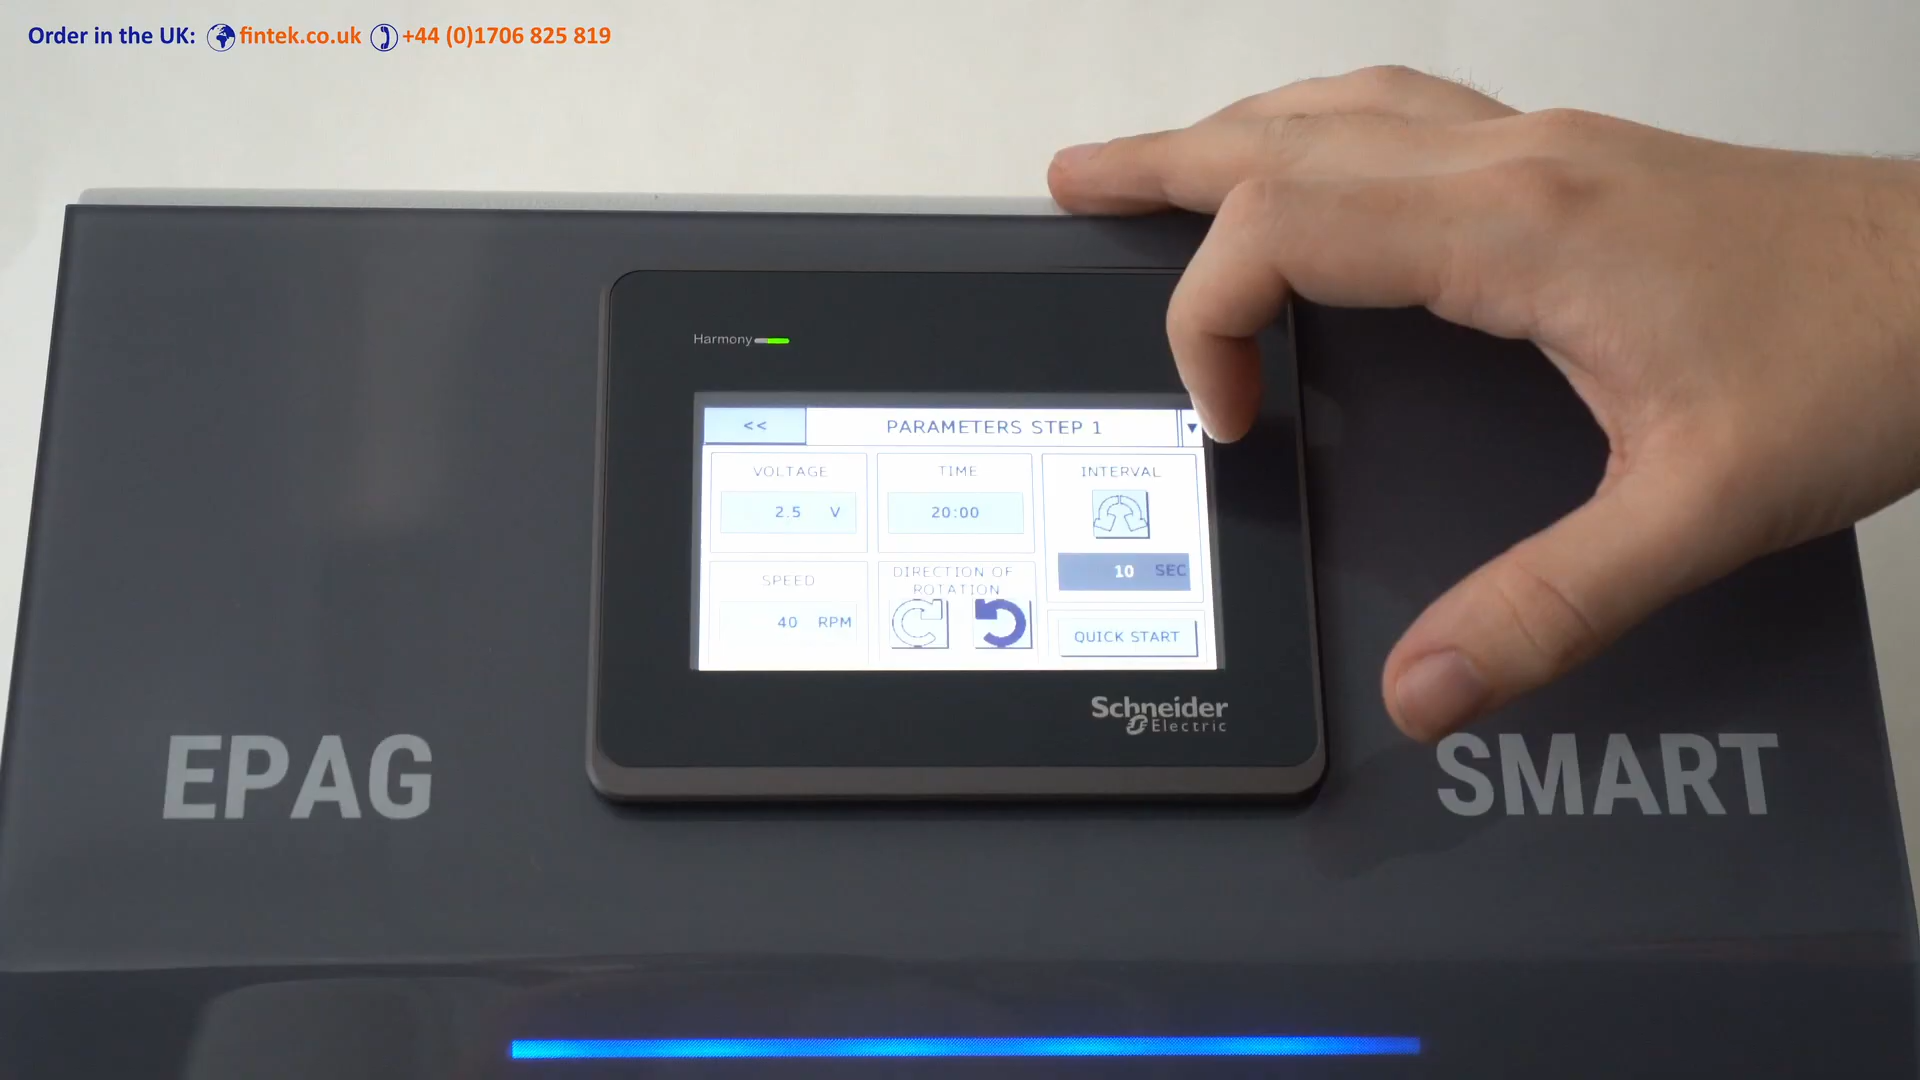 Order in the UK: fintek.co.uk +44 (0)1706 825 819
Harmony
<< PARAMETERS STEP 1 ▼
VOLTAGE TIME INTERVAL
2.5 V 20:00
10 SEC
SPEED DIRECTION OF
ROTATION
40 RPM QUICK START
Schneider
Electric
EPAG SMART